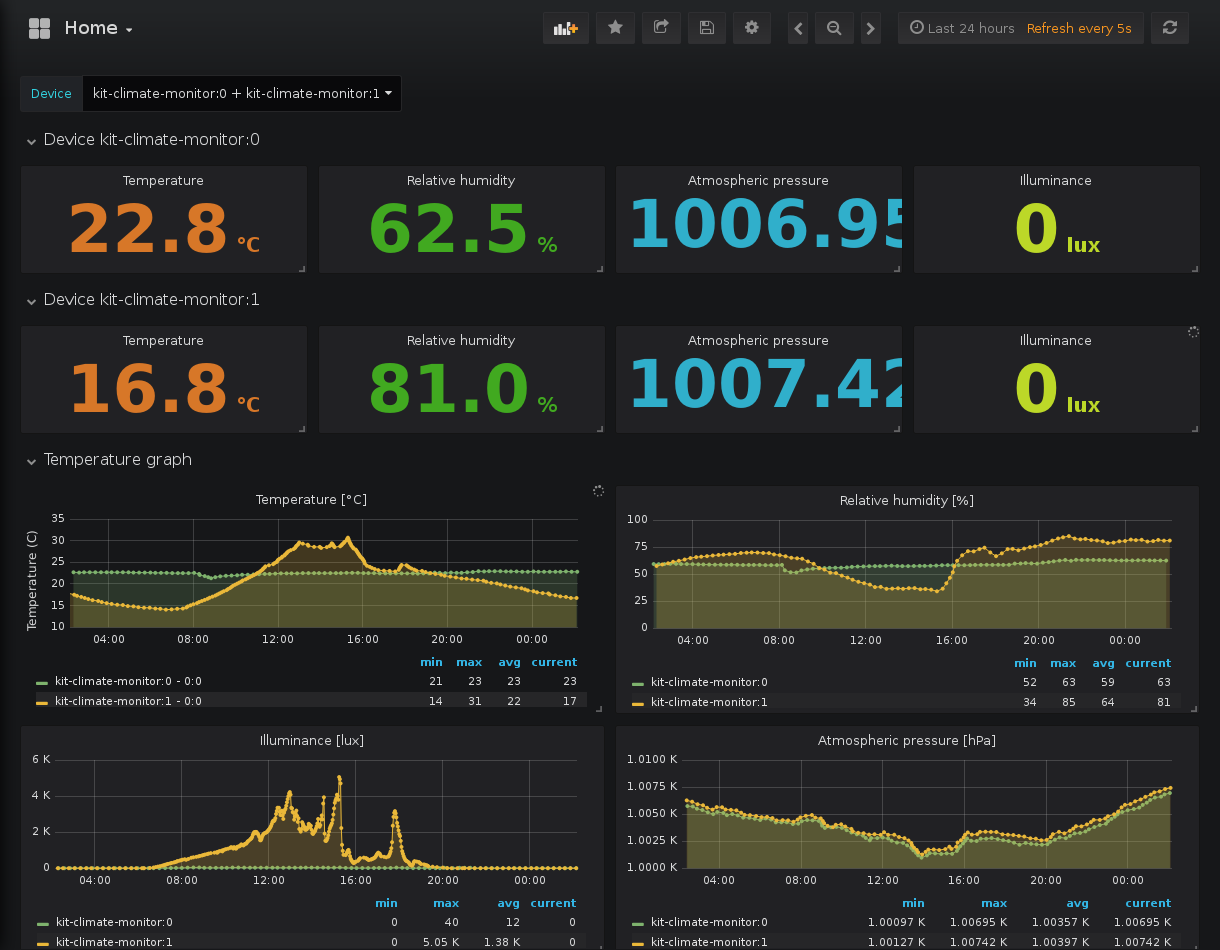 Home
Last 24 hours Refresh every 5s
Device kit-climate-monitor:0 + kit-climate-monitor:1
Device kit-climate-monitor:0
Temperature Relative humidity Atmospheric pressure Illuminance
22.8 °C 62.5 % 1006.95 0 lux
Device kit-climate-monitor:1
Temperature Relative humidity Atmospheric pressure Illuminance
16.8 °C 81.0 % 1007.42 0 lux
Temperature graph
Temperature [°C]
Temperature (C)
35
30
25
20
15
10
04:00 08:00 12:00 16:00 20:00 00:00
min max avg current
kit-climate-monitor:0 - 0:0 21 23 23 23
kit-climate-monitor:1 - 0:0 14 31 22 17
Relative humidity [%]
100
75
50
25
0
04:00 08:00 12:00 16:00 20:00 00:00
min max avg current
kit-climate-monitor:0 52 63 59 63
kit-climate-monitor:1 34 85 64 81
Illuminance [lux]
6 K
4 K
2 K
0
04:00 08:00 12:00 16:00 20:00 00:00
min max avg current
kit-climate-monitor:0 0 40 12 0
kit-climate-monitor:1 0 5.05 K 1.38 K 0
Atmospheric pressure [hPa]
1.0100 K
1.0075 K
1.0050 K
1.0025 K
1.0000 K
04:00 08:00 12:00 16:00 20:00 00:00
min max avg current
kit-climate-monitor:0 1.00097 K 1.00695 K 1.00357 K 1.00695 K
kit-climate-monitor:1 1.00127 K 1.00742 K 1.00397 K 1.00742 K